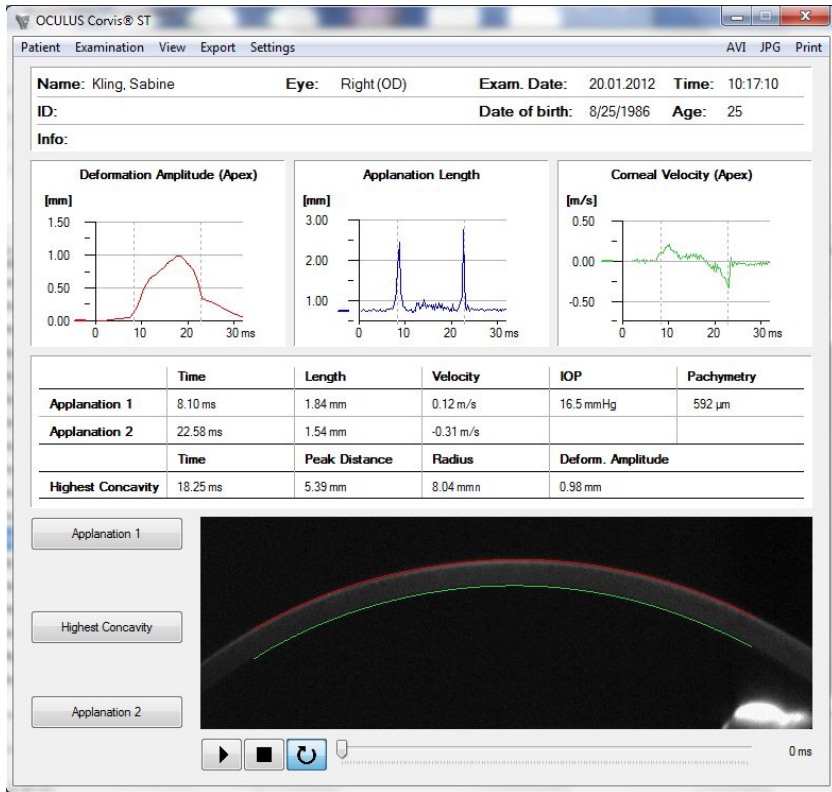 OCULUS Corvis® ST
Patient Examination View Export Settings AVI JPG Print
Name: Kling, Sabine Eye: Right (OD) Exam. Date: 20.01.2012 Time: 10:17:10
ID: Date of birth: 8/25/1986 Age: 25
Info:
Deformation Amplitude (Apex)
[mm]
1.50
1.00
0.50
0.00
0 10 20 30 ms
Applanation Length
[mm]
3.00
2.00
1.00
0 10 20 30 ms
Corneal Velocity (Apex)
[m/s]
0.50
0.00
-0.50
0 10 20 30 ms
Time Length Velocity IOP Pachymetry
Applanation 1 8.10 ms 1.84 mm 0.12 m/s 16.5 mmHg 592 µm
Applanation 2 22.58 ms 1.54 mm -0.31 m/s
Time Peak Distance Radius Deform. Amplitude
Highest Concavity 18.25 ms 5.39 mm 8.04 mmn 0.98 mm
Applanation 1
Highest Concavity
Applanation 2
0 ms